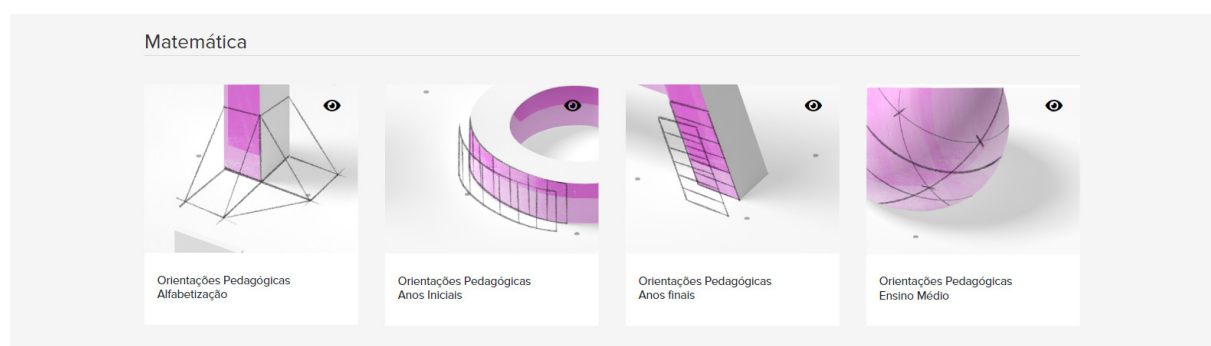 Matemática
Orientações Pedagógicas
Alfabetização
Orientações Pedagógicas
Anos Iniciais
Orientações Pedagógicas
Anos finais
Orientações Pedagógicas
Ensino Médio